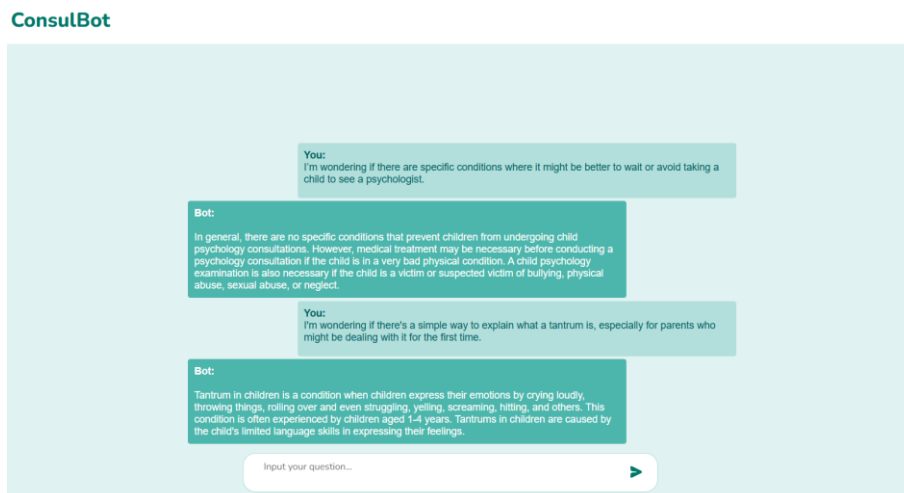 ConsulBot
You:
I'm wondering if there are specific conditions where it might be better to wait or avoid taking a
child to see a psychologist.
Bot:
In general, there are no specific conditions that prevent children from undergoing child
psychology consultations. However, medical treatment may be necessary before conducting a
psychology consultation if the child is in a very bad physical condition. A child psychology
examination is also necessary if the child is a victim or suspected victim of bullying, physical
abuse, sexual abuse, or neglect.
You:
I'm wondering if there's a simple way to explain what a tantrum is, especially for parents who
might be dealing with it for the first time.
Bot:
Tantrum in children is a condition when children express their emotions by crying loudly,
throwing things, rolling over and even struggling, yelling, screaming, hitting, and others. This
condition is often experienced by children aged 1-4 years. Tantrums in children are caused by
the child's limited language skills in expressing their feelings.
Input your question...